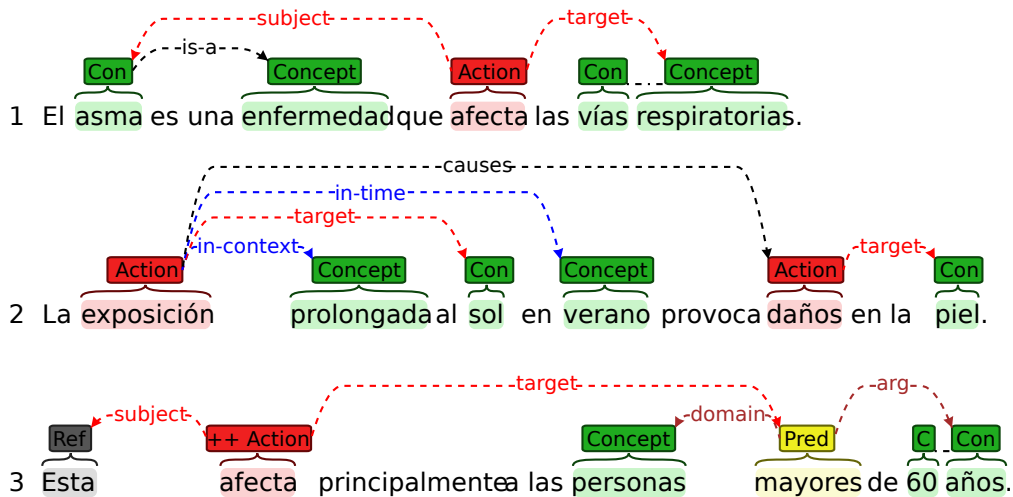 subject target
is-a
Con Concept Action Con Concept
1 El asma es una enfermedad que afecta las vías respiratorias.
causes
in-time
target
in-context target
Action Concept Con Concept Action Con
2 La exposición prolongada al sol en verano provoca daños en la piel.
target arg
subject domain
Ref ++ Action Concept Pred C Con
3 Esta afecta principalmente a las personas mayores de 60 años.